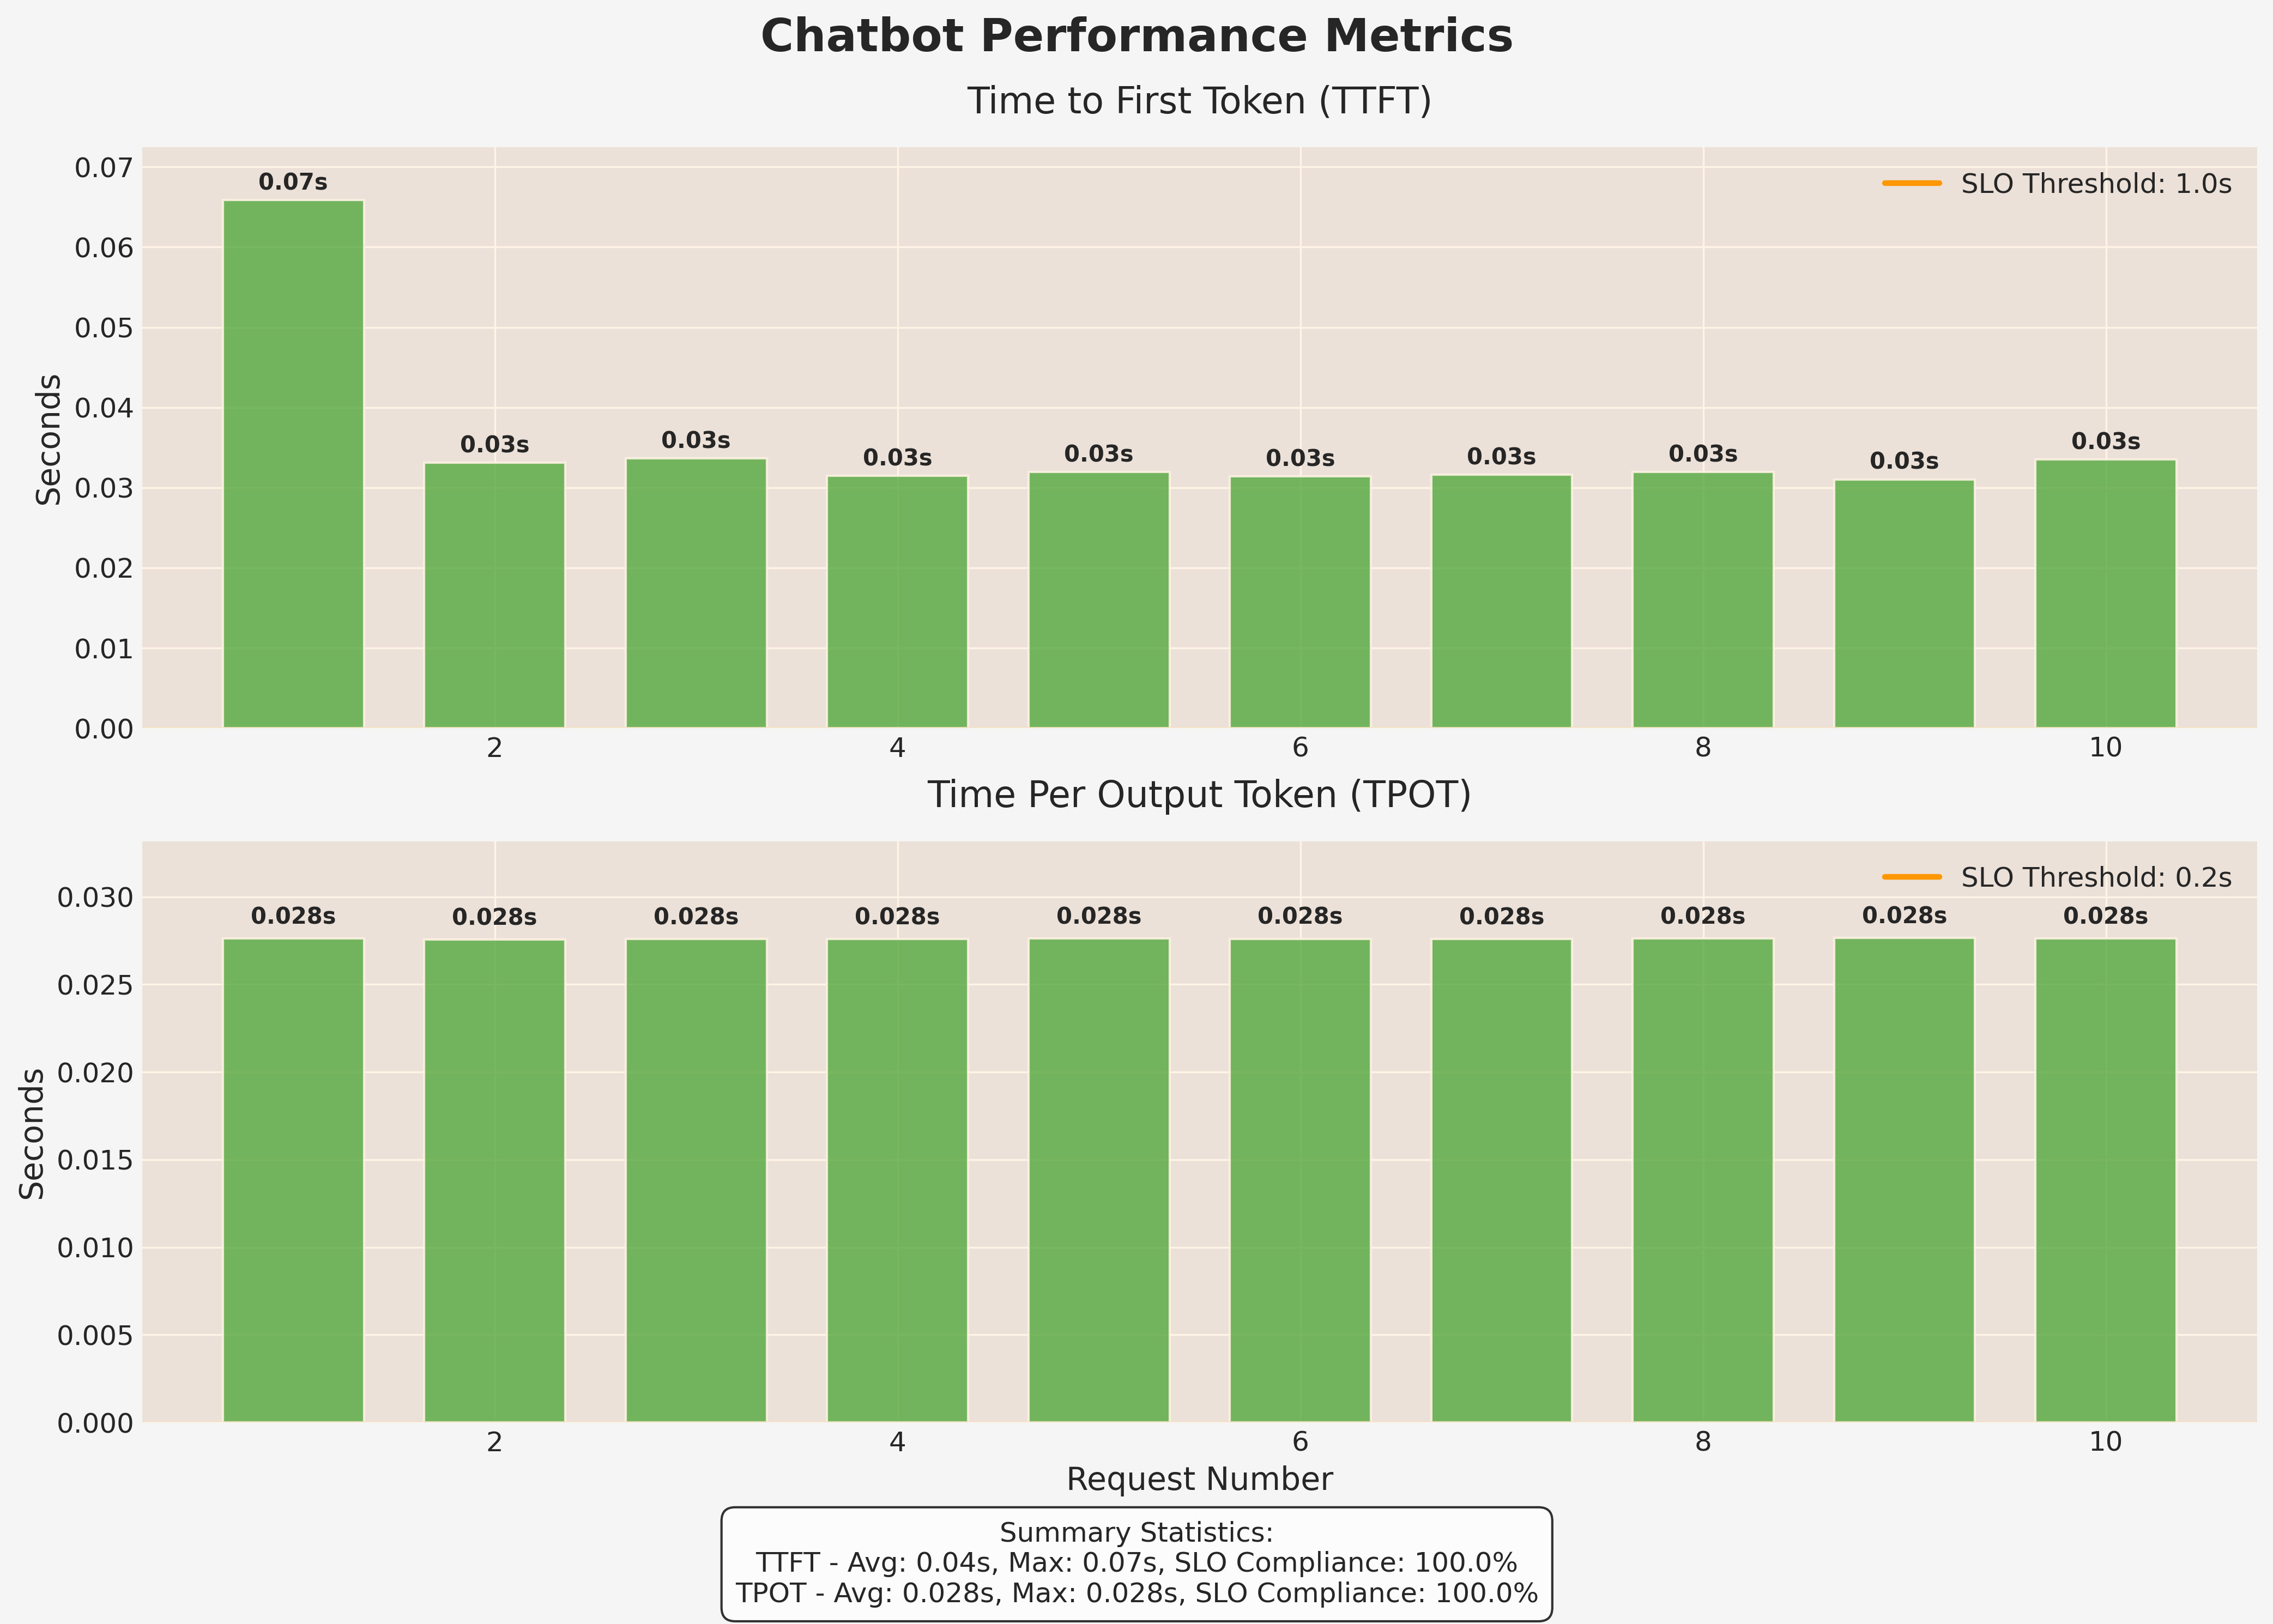 Chatbot Performance Metrics
Time to First Token (TTFT)
Seconds
0.07
0.06
0.05
0.04
0.03
0.02
0.01
0.00
SLO Threshold: 1.0s
0.07s
0.03s
0.03s
0.03s
0.03s
0.03s
0.03s
0.03s
0.03s
0.03s
2
4
6
8
10
Time Per Output Token (TPOT)
Seconds
0.030
0.025
0.020
0.015
0.010
0.005
0.000
SLO Threshold: 0.2s
0.028s
0.028s
0.028s
0.028s
0.028s
0.028s
0.028s
0.028s
0.028s
0.028s
2
4
6
8
10
Request Number
Summary Statistics:
TTFT - Avg: 0.04s, Max: 0.07s, SLO Compliance: 100.0%
TPOT - Avg: 0.028s, Max: 0.028s, SLO Compliance: 100.0%